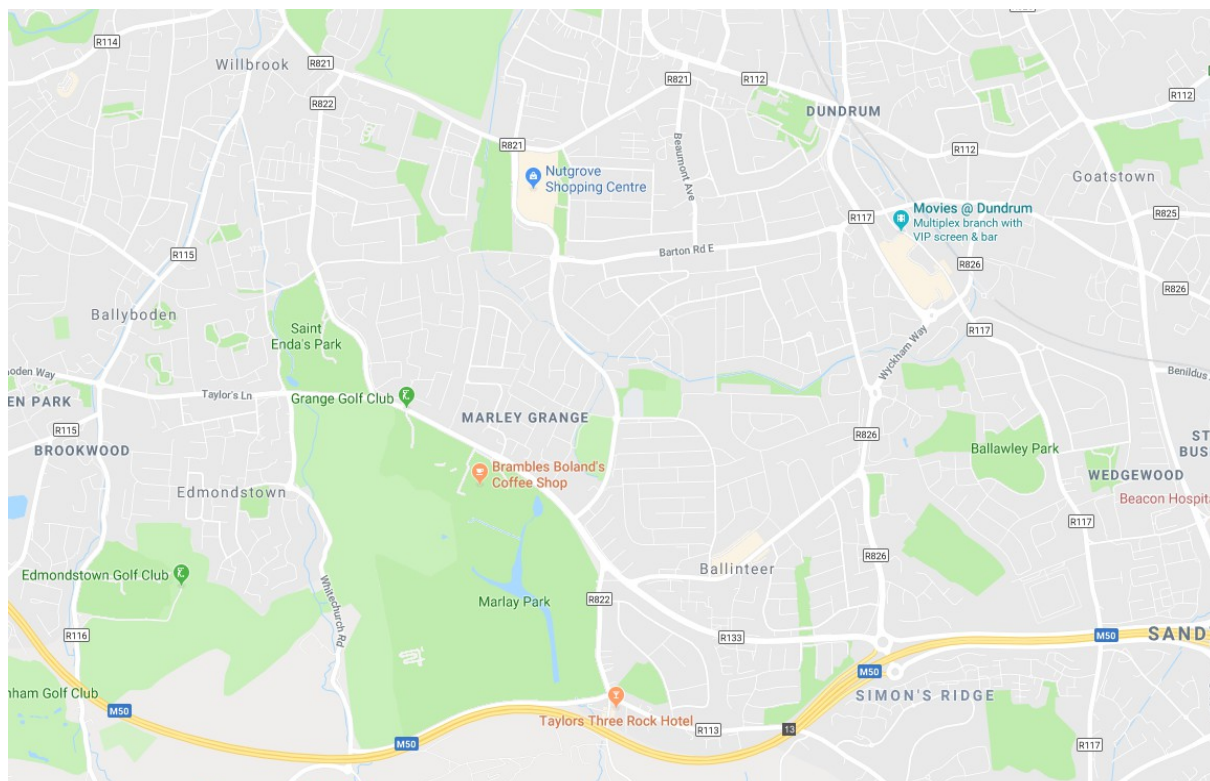 R114
Willbrook
R821
R822
R821
R112
R112
R821
DUNDRUM
Beaumont Ave
R112
Goatstown
Nutgrove
Shopping Centre
Movies @ Dundrum
Multiplex branch with
VIP screen & bar
R117
R825
R115
Barton Rd E
R826
R826
Ballyboden
Saint
Enda's Park
R117
Wyckham Way
oden Way
Taylor's Ln
Grange Golf Club
Benildus
EN PARK
MARLEY GRANGE
R115
BROOKWOOD
R826
Ballawley Park
ST
BUS
Brambles Boland's
Coffee Shop
WEDGEWOOD
Edmondstown
Beacon Hospita
R117
R826
Edmondstown Golf Club
Whitechurch Rd
Ballinteer
Marlay Park
R822
R116
R133
M50
SAND
M50
nham Golf Club
SIMON'S RIDGE
M50
Taylors Three Rock Hotel
R113
13
M50
R117